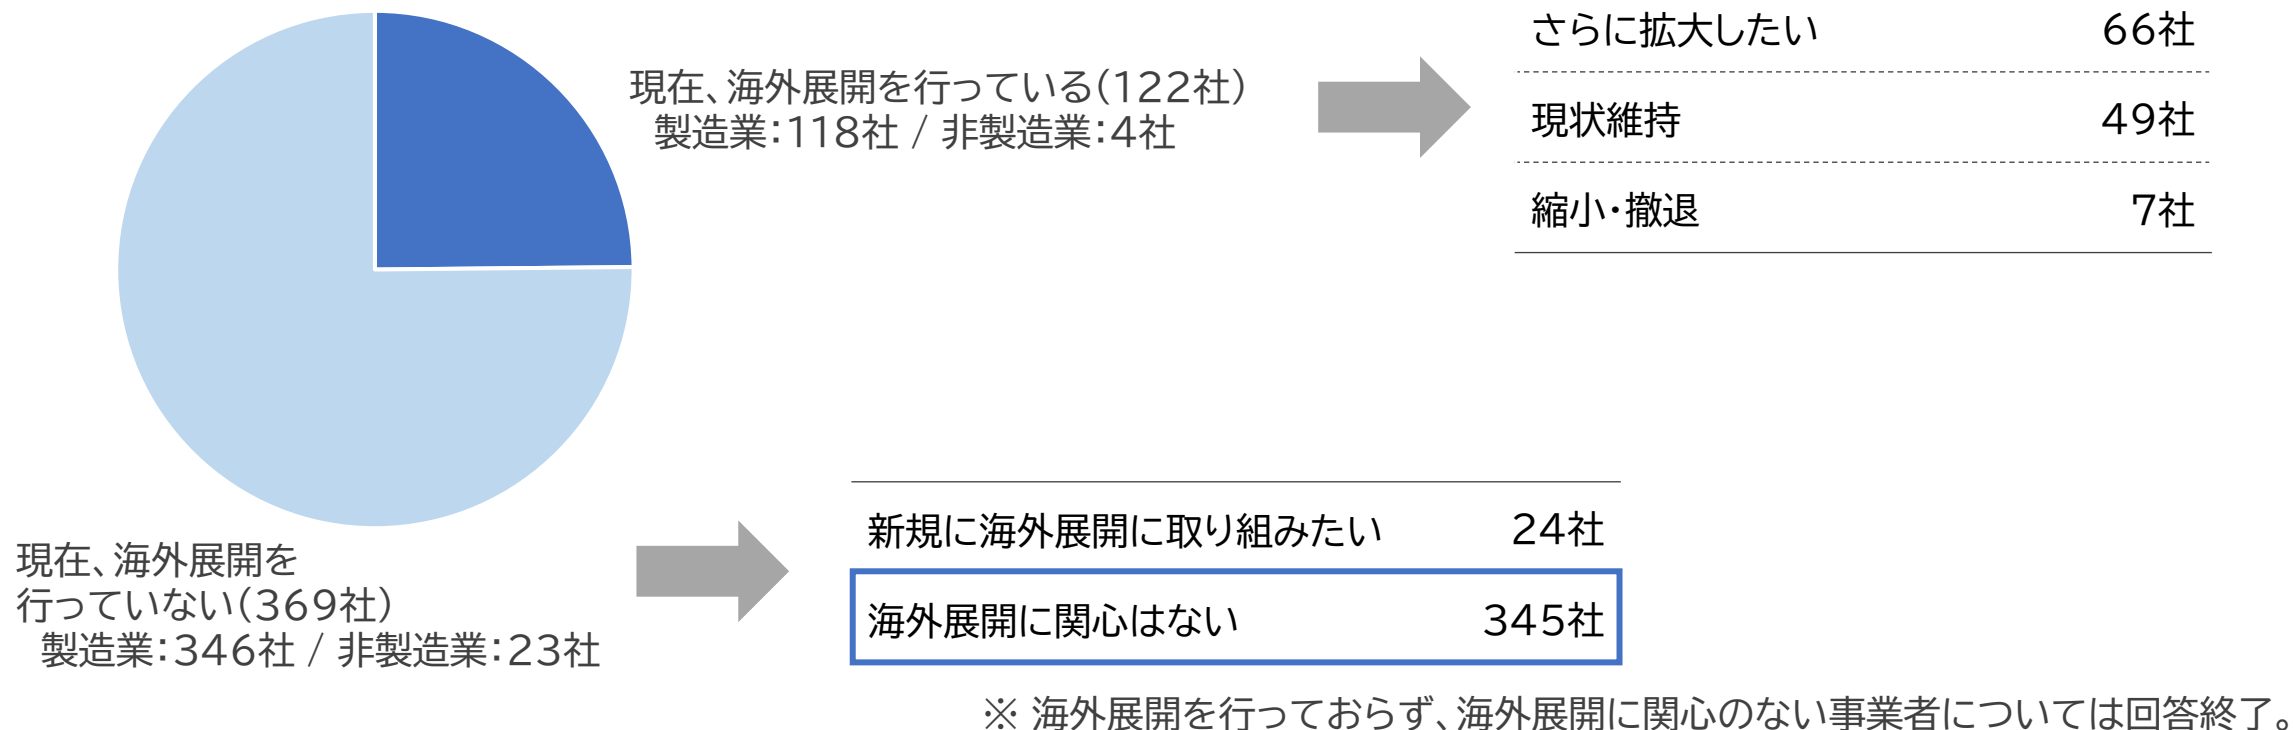 現在、海外展開を行っている(122社)
製造業:118社 / 非製造業:4社
さらに拡大したい 66社
現状維持 49社
縮小・撤退 7社
現在、海外展開を
行っていない(369社)
製造業:346社 / 非製造業:23社
新規に海外展開に取り組みたい 24社
海外展開に関心はない 345社
※ 海外展開を行っておらず、海外展開に関心のない事業者については回答終了。